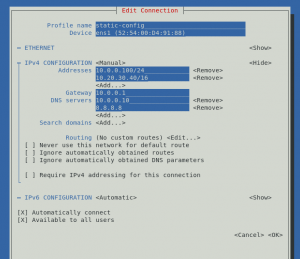 Edit Connection
Profile name static-config
Device ens1 (52:54:00:D4:91:88)
= ETHERNET <Show>
= IPv4 CONFIGURATION <Manual> <Hide>
Addresses 10.0.0.100/24 <Remove>
10.20.30.40/16 <Remove>
<Add...>
Gateway 10.0.0.1
DNS servers 10.0.0.10 <Remove>
8.8.8.8 <Remove>
<Add...>
Search domains <Add...>
Routing (No custom routes) <Edit...>
[ ] Never use this network for default route
[ ] Ignore automatically obtained routes
[ ] Ignore automatically obtained DNS parameters
[ ] Require IPv4 addressing for this connection
= IPv6 CONFIGURATION <Automatic> <Show>
[X] Automatically connect
[X] Available to all users
<Cancel> <OK>